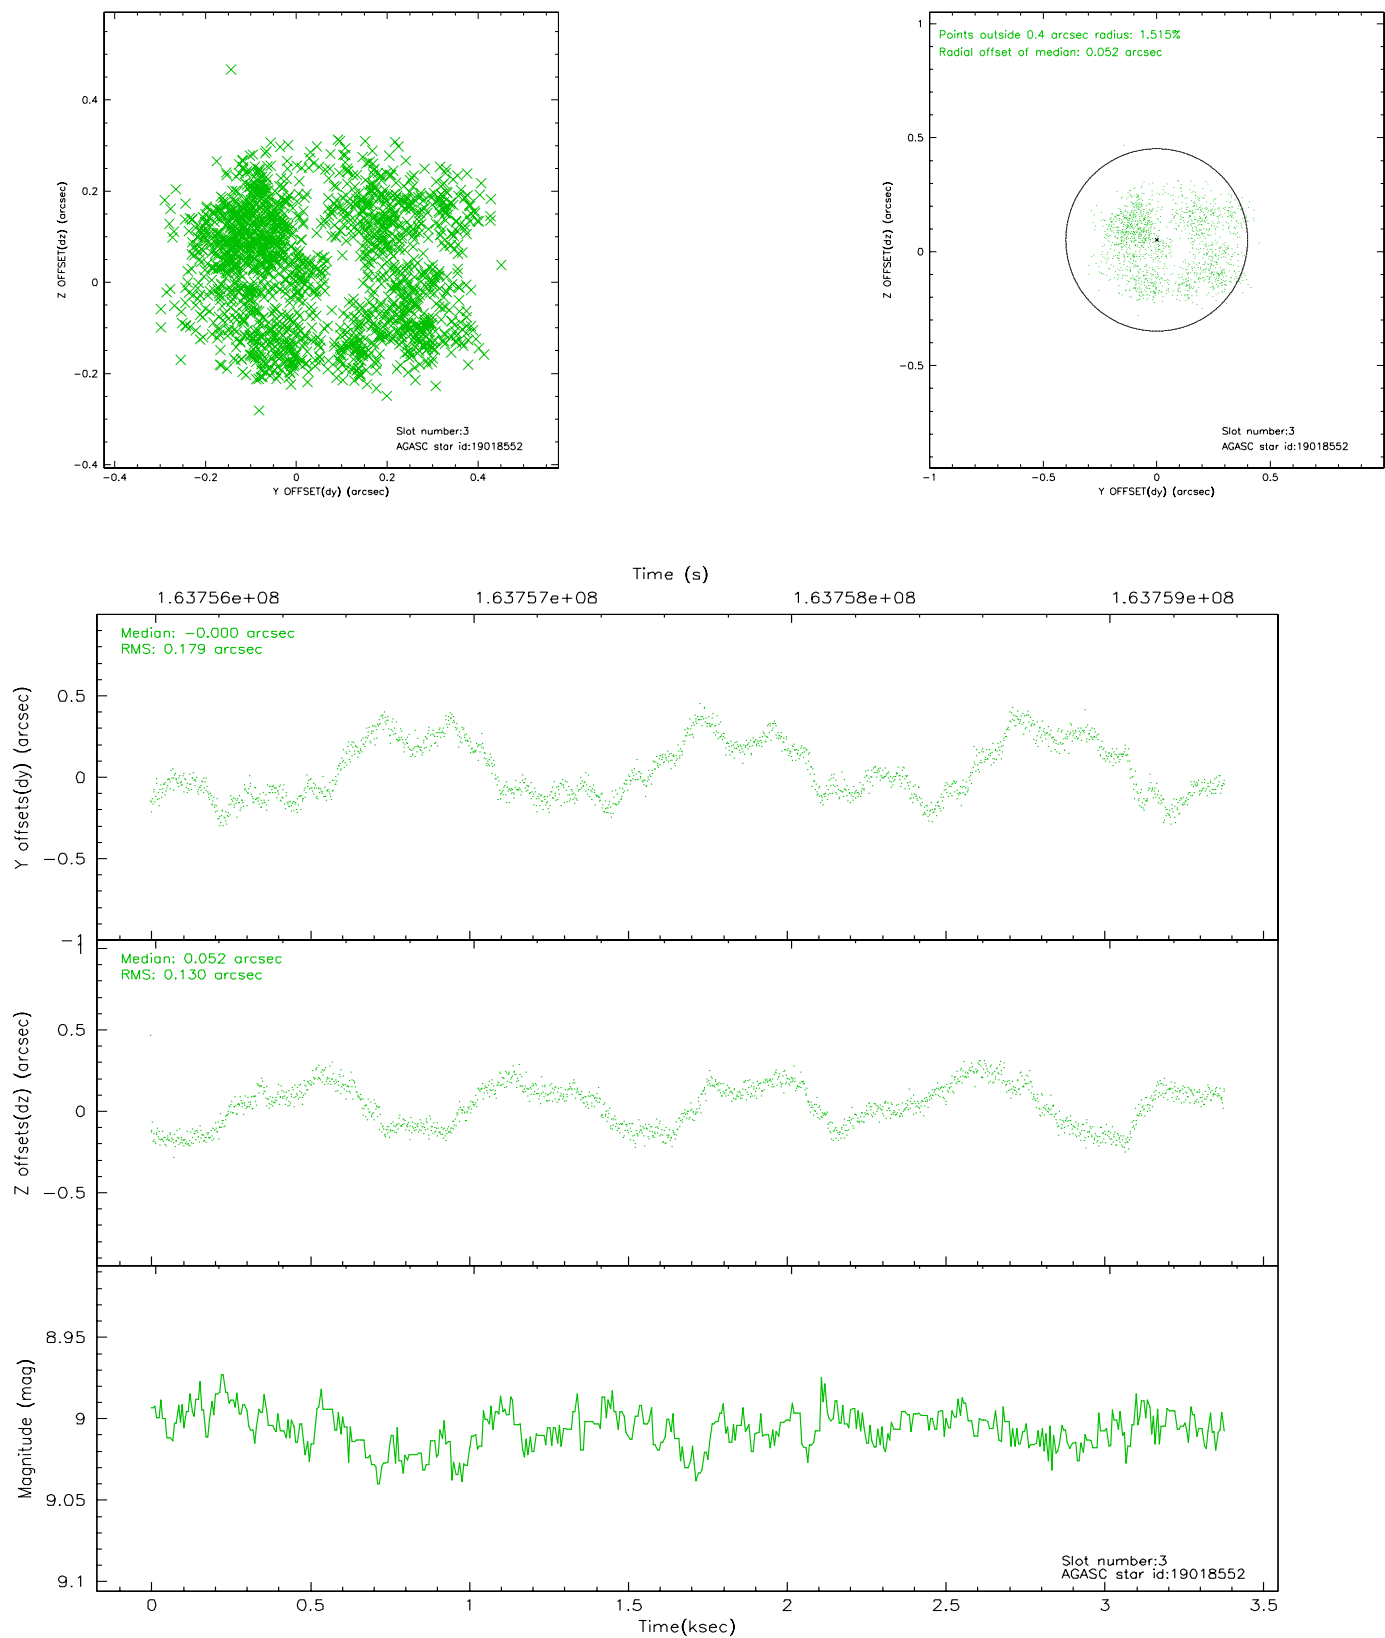 0.4
0.2
0
−0.2
−0.4
Z OFFSET(dz) (arcsec)
−0.4
−0.2
0
0.2
0.4
Y OFFSET(dy) (arcsec)
Slot number:3
AGASC star id:19018552
Points outside 0.4 arcsec radius: 1.515%
Radial offset of median: 0.052 arcsec
1
0.5
0
−0.5
Z OFFSET(dz) (arcsec)
−1
−0.5
0
0.5
Y OFFSET(dy) (arcsec)
Slot number:3
AGASC star id:19018552
Time (s)
1.63756e+08
1.63757e+08
1.63758e+08
1.63759e+08
Median: −0.000 arcsec
RMS: 0.179 arcsec
0.5
0
−0.5
−1
Y offsets(dy) (arcsec)
Median: 0.052 arcsec
RMS: 0.130 arcsec
1
0.5
0
−0.5
Z offsets(dz) (arcsec)
8.95
9
9.05
9.1
Magnitude (mag)
Slot number:3
AGASC star id:19018552
0
0.5
1
1.5
2
2.5
3
3.5
Time(ksec)